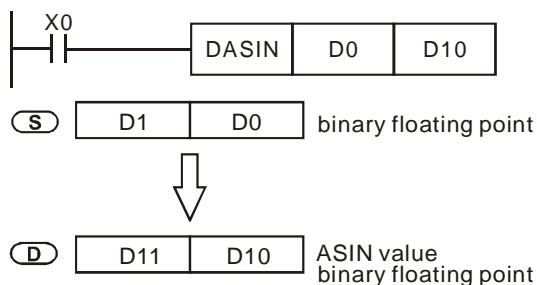 X0
DASIN D0 D10
S D1 D0 binary floating point
D D11 D10 ASIN value
binary floating point